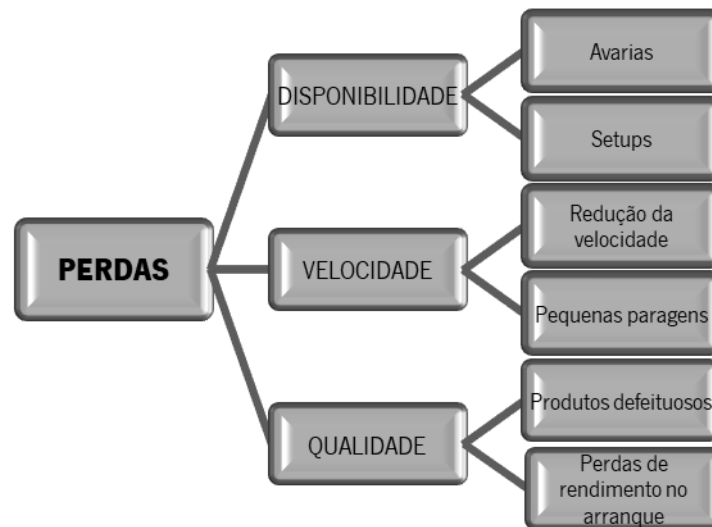 PERDAS
DISPONIBILIDADE
Avarias
Setups
VELOCIDADE
Redução da
velocidade
Pequenas paragens
QUALIDADE
Produtos defeituosos
Perdas de
rendimento no
arranque